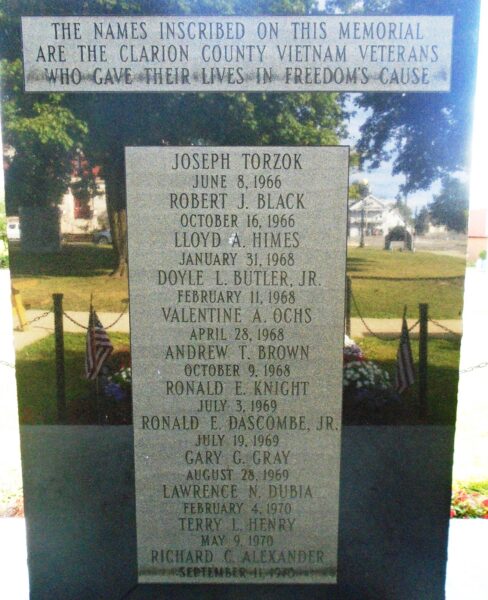 THE NAMES INSCRIBED ON THIS MEMORIAL
ARE THE CLARION COUNTY VIETNAM VETERANS
WHO GAVE THEIR LIVES IN FREEDOM'S CAUSE
JOSEPH TORZOK
JUNE 8, 1966
ROBERT J. BLACK
OCTOBER 16, 1966
LLOYD A. HIMES
JANUARY 31, 1968
DOYLE L. BUTLER, JR.
FEBRUARY 11, 1968
VALENTINE A. OCHS
APRIL 28, 1968
ANDREW T. BROWN
OCTOBER 9, 1968
RONALD E. KNIGHT
JULY 3, 1969
RONALD E. DASCOMBE, JR.
JULY 19, 1969
GARY G. GRAY
AUGUST 28, 1969
LAWRENCE N. DUBIA
FEBRUARY 4, 1970
TERRY L. HENRY
MAY 9, 1970
RICHARD C. ALEXANDER
SEPTEMBER 11, 1970